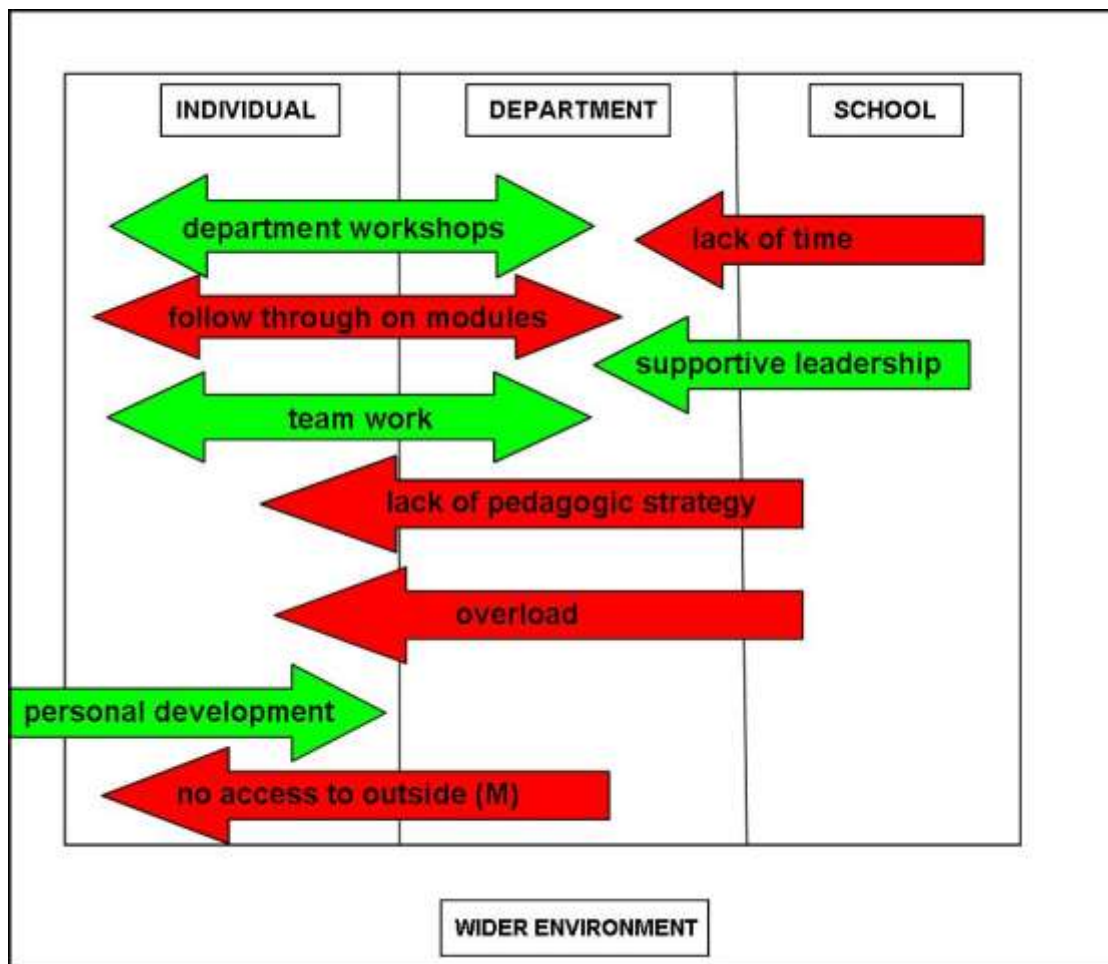 INDIVIDUAL
DEPARTMENT
SCHOOL
department workshops
lack of time
follow through on modules
supportive leadership
team work
lack of pedagogic strategy
overload
personal development
no access to outside (M)
WIDER ENVIRONMENT